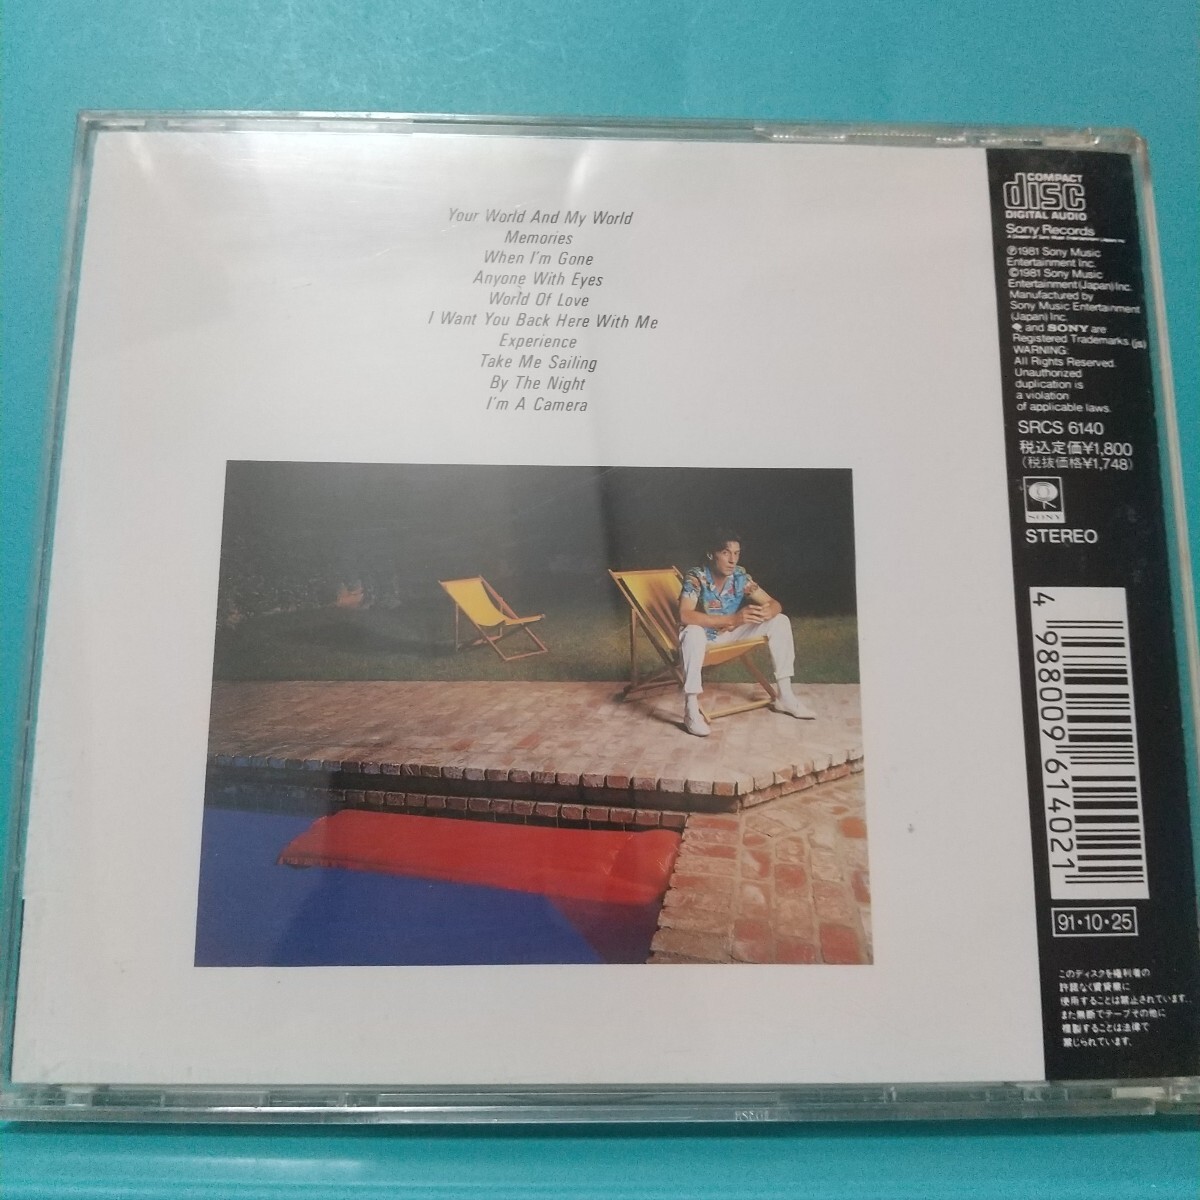 Your World And My World
Memories
When I'm Gone
Anyone With Eyes
World Of Love
I Want You Back Here With Me
Experience
Take Me Sailing
By The Night
I'm A Camera
COMPACT
disc
DIGITAL AUDIO
Sony Records
℗1981 Sony Music
Entertainment Inc.
©1981 Sony Music
Entertainment(Japan)Inc.
Manufactured by
Sony Music Entertainment
(Japan) Inc.
and SONY are
Registered Trademarks.(js)
WARNING:
All Rights Reserved.
Unauthorized
duplication is
a violation
of applicable laws.
SRCS 6140
税込定価¥1,800
(税抜価格¥1,748)
SONY
STEREO
4 988009 614021
91・10・25
このディスクを権利者の
許諾なく賃貸業に
使用することは禁止されています。
また無断でテープその他に
複製することは法律で
禁じられています。